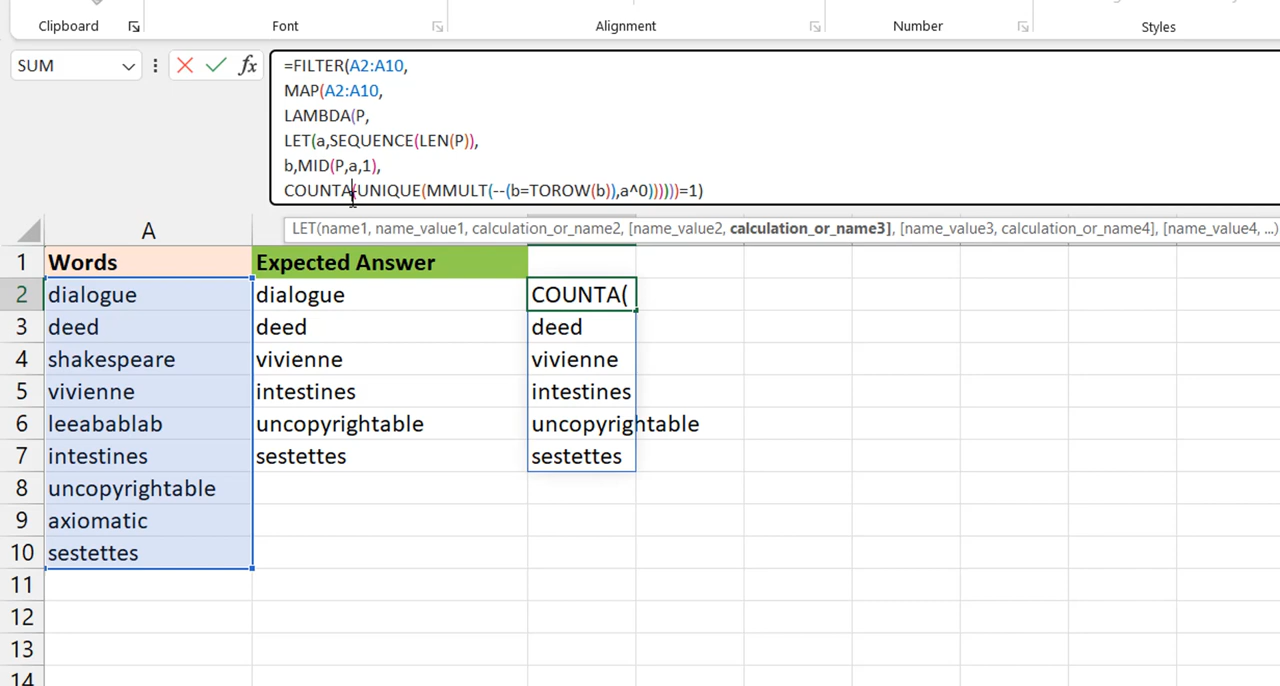 Clipboard Font Alignment Number Styles
SUM fx
=FILTER(A2:A10,
MAP(A2:A10,
LAMBDA(P,
LET(a,SEQUENCE(LEN(P)),
b,MID(P,a,1),
COUNTA(UNIQUE(MMULT(--(b=TOROW(b)),a^0))))))=1)
LET(name1, name_value1, calculation_or_name2, [name_value2, calculation_or_name3], [name_value3, calculation_or_name4], [name_value4, ...)
A
1 Words Expected Answer
2 dialogue dialogue COUNTA(
3 deed deed deed
4 shakespeare vivienne vivienne
5 vivienne intestines intestines
6 leeabablab uncopyrightable uncopyrightable
7 intestines sestettes sestettes
8 uncopyrightable
9 axiomatic
10 sestettes
11
12
13
14